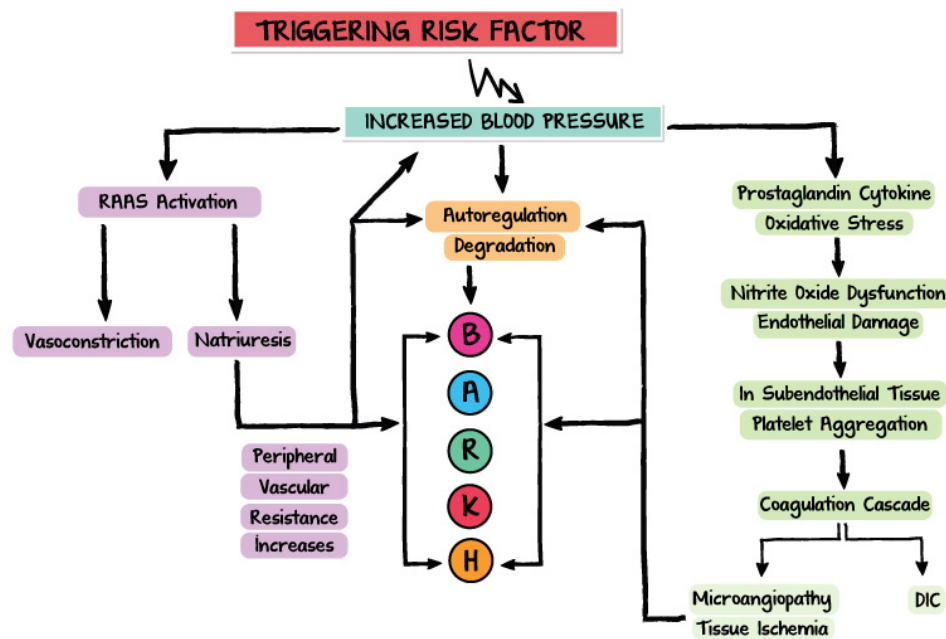 TRIGGERING RISK FACTOR
INCREASED BLOOD PRESSURE
RAAS Activation
Vasoconstriction
Natriuresis
Peripheral
Vascular
Resistance
İncreases
Autoregulation
Degradation
B
A
R
K
H
Prostaglandin Cytokine
Oxidative Stress
Nitrite Oxide Dysfunction
Endothelial Damage
In Subendothelial Tissue
Platelet Aggregation
Coagulation Cascade
Microangiopathy
Tissue Ischemia
DIC